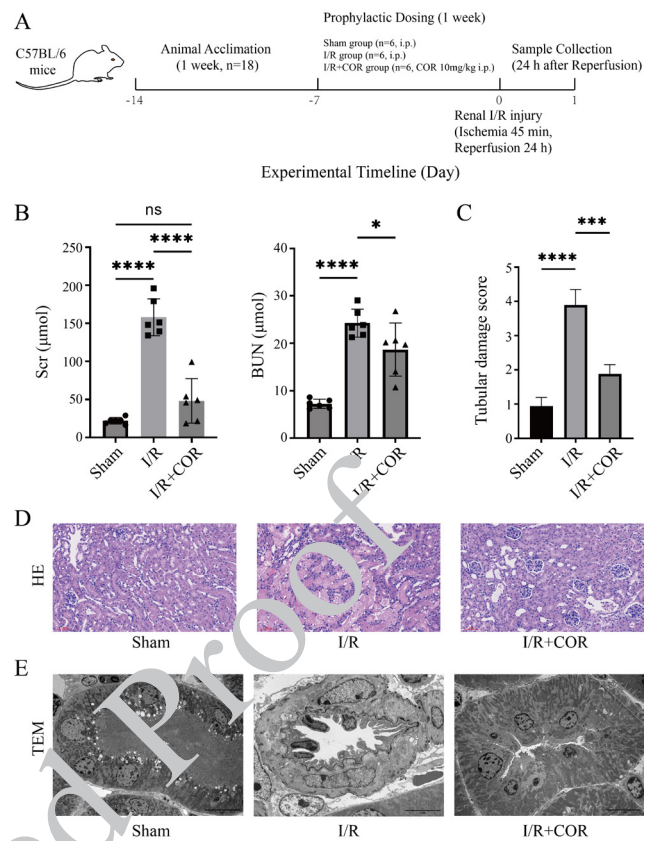 A
Prophylactic Dosing (1 week)
C57BL/6
mice
Animal Acclimation
(1 week, n=18)
Sham group (n=6, i.p.)
I/R group (n=6, i.p.)
I/R+COR group (n=6, COR 10mg/kg i.p.)
Sample Collection
(24 h after Reperfusion)
-14
-7
0
1
Renal I/R injury
(Ischemia 45 min,
Reperfusion 24 h)
Experimental Timeline (Day)
B
ns
****
****
250
200
150
100
50
0
Scr (μmol)
Sham
I/R
I/R+COR
*
****
40
30
20
10
0
BUN (μmol)
Sham
I/R
I/R+COR
C
***
****
5
4
3
2
1
0
Tubular damage score
Sham
I/R
I/R+COR
D
HE
Sham
I/R
I/R+COR
E
TEM
Sham
I/R
I/R+COR
d Proof